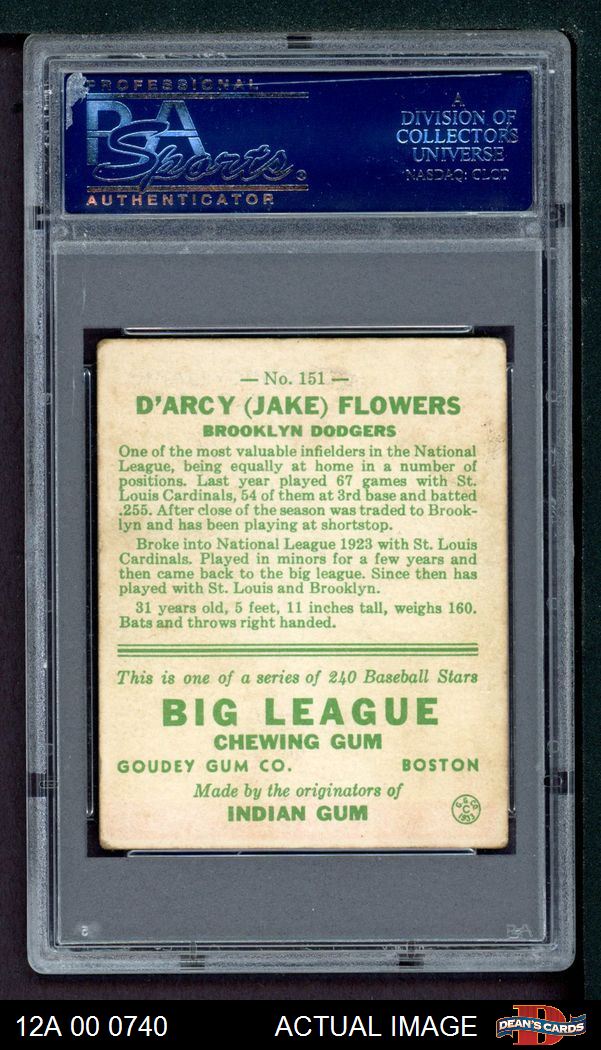 PROFESSIONAL
PSA
Sports
AUTHENTICATOR
A
DIVISION OF
COLLECTORS
UNIVERSE
NASDAQ: CLCT
— No. 151 —
D'ARCY (JAKE) FLOWERS
BROOKLYN DODGERS
One of the most valuable infielders in the National
League, being equally at home in a number of
positions. Last year played 67 games with St.
Louis Cardinals, 54 of them at 3rd base and batted
.255. After close of the season was traded to Brook-
lyn and has been playing at shortstop.
Broke into National League 1923 with St. Louis
Cardinals. Played in minors for a few years and
then came back to the big league. Since then has
played with St. Louis and Brooklyn.
31 years old, 5 feet, 11 inches tall, weighs 160.
Bats and throws right handed.
This is one of a series of 240 Baseball Stars
BIG LEAGUE
CHEWING GUM
GOUDEY GUM CO. BOSTON
Made by the originators of
INDIAN GUM
G. G. CO.
C
1933
PSA
12A 00 0740 ACTUAL IMAGE
D
DEAN'S CARDS